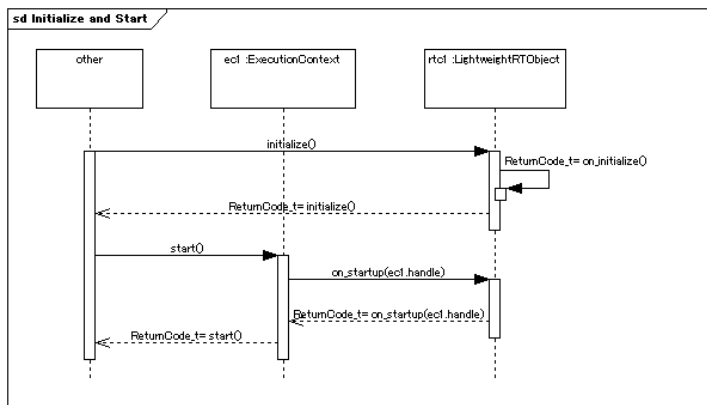 sd Initialize and Start
other
ec1 :ExecutionContext
rtc1 :LightweightRTObject
initialize()
ReturnCode_t= on_initialize()
ReturnCode_t= initialize()
start()
on_startup(ec1.handle)
ReturnCode_t= on_startup(ec1.handle)
ReturnCode_t= start()